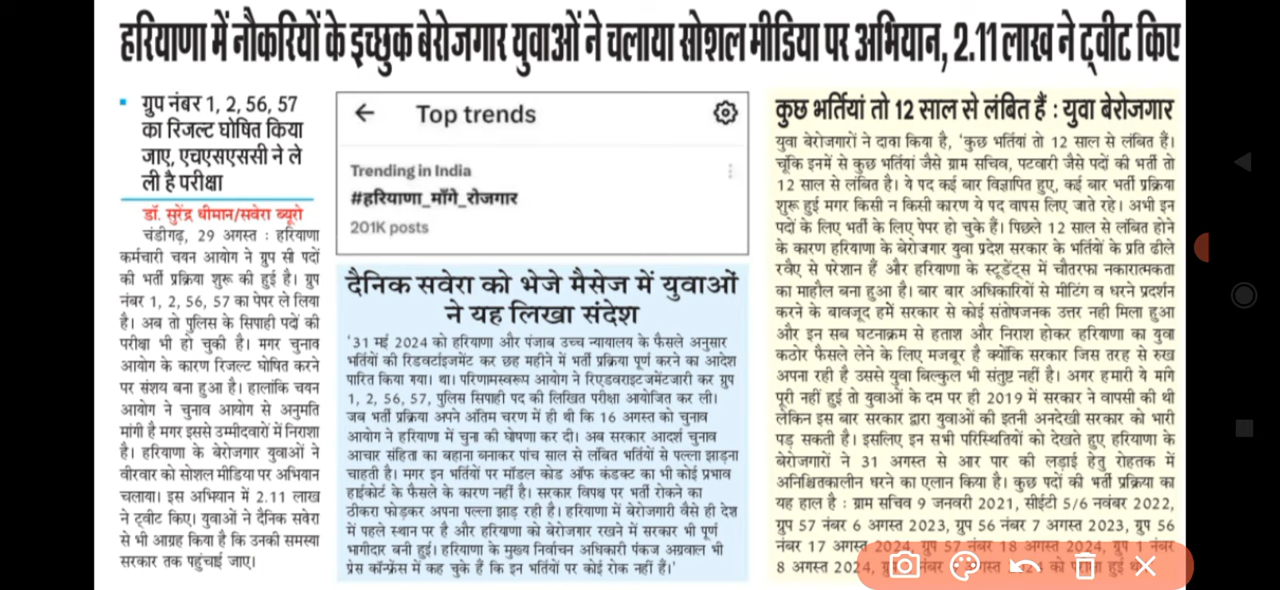 हरियाणा में नौकरियों के इच्छुक बेरोजगार युवाओं ने चलाया सोशल मीडिया पर अभियान, 2.11 लाख ने ट्वीट किए
ग्रुप नंबर 1, 2, 56, 57
का रिजल्ट घोषित किया
जाए, एचएसएससी ने ले
ली है परीक्षा
डॉ. सुरेंद्र धीमान/सवेरा ब्यूरो
चंडीगढ़, 29 अगस्त : हरियाणा
कर्मचारी चयन आयोग ने ग्रुप सी पदों
की भर्ती प्रक्रिया शुरू की हुई है। ग्रुप
नंबर 1, 2, 56, 57 का पेपर ले लिया
है। अब तो पुलिस के सिपाही पदों की
परीक्षा भी हो चुकी है। मगर चुनाव
आयोग के कारण रिजल्ट घोषित करने
पर संशय बना हुआ है। हालांकि चयन
आयोग ने चुनाव आयोग से अनुमति
मांगी है मगर इससे उम्मीदवारों में निराशा
है। हरियाणा के बेरोजगार युवाओं ने
वीरवार को सोशल मीडिया पर अभियान
चलाया। इस अभियान में 2.11 लाख
ने ट्वीट किए। युवाओं ने दैनिक सवेरा
से भी आग्रह किया है कि उनकी समस्या
सरकार तक पहुंचाई जाए।
Top trends
Trending in India
#हरियाणा_माँगे_रोजगार
201K posts
दैनिक सवेरा को भेजे मैसेज में युवाओं
ने यह लिखा संदेश
'31 मई 2024 को हरियाणा और पंजाब उच्च न्यायालय के फैसले अनुसार
भर्तियों की रिडवर्टाइजमेंट कर छह महीने में भर्ती प्रक्रिया पूर्ण करने का आदेश
पारित किया गया। था। परिणामस्वरूप आयोग ने रिएडवराइटजमेंटजारी कर ग्रुप
1, 2, 56, 57, पुलिस सिपाही पद की लिखित परीक्षा आयोजित कर ली।
जब भर्ती प्रक्रिया अपने अंतिम चरण में ही थी कि 16 अगस्त को चुनाव
आयोग ने हरियाणा में चुना की घोषणा कर दी। अब सरकार आदर्श चुनाव
आचार संहिता का बहाना बनाकर पांच साल से लंबित भर्तियों से पल्ला झाड़ना
चाहती है। मगर इन भर्तियों पर मॉडल कोड ऑफ कंडक्ट का भी कोई प्रभाव
हाईकोर्ट के फैसले के कारण नहीं है। सरकार विपक्ष पर भर्ती रोकने का
ठीकरा फोड़कर अपना पल्ला झाड़ रही है। हरियाणा में बेरोजगारी वैसे ही देश
में पहले स्थान पर है और हरियाणा को बेरोजगार रखने में सरकार भी पूर्ण
भागीदार बनी हुई। हरियाणा के मुख्य निर्वाचन अधिकारी पंकज अग्रवाल भी
प्रेस कॉन्फ्रेंस में कह चुके हैं कि इन भर्तियों पर कोई रोक नहीं हैं।'
कुछ भर्तियां तो 12 साल से लंबित हैं : युवा बेरोजगार
युवा बेरोजगारों ने दावा किया है, 'कुछ भर्तियां तो 12 साल से लंबित हैं।
चूंकि इनमें से कुछ भर्तियां जैसे ग्राम सचिव, पटवारी जैसे पदों की भर्ती तो
12 साल से लंबित है। ये पद कई बार विज्ञापित हुए, कई बार भर्ती प्रक्रिया
शुरू हुई मगर किसी न किसी कारण ये पद वापस लिए जाते रहे। अभी इन
पदों के लिए भर्ती के लिए पेपर हो चुके हैं। पिछले 12 साल से लंबित होने
के कारण हरियाणा के बेरोजगार युवा प्रदेश सरकार के भर्तियों के प्रति ढीले
रवैए से परेशान हैं और हरियाणा के स्टूडेंट्स में चौतरफा नकारात्मकता
का माहौल बना हुआ है। बार बार अधिकारियों से मीटिंग व धरने प्रदर्शन
करने के बावजूद हमें सरकार से कोई संतोषजनक उत्तर नही मिला हुआ
और इन सब घटनाक्रम से हताश और निराश होकर हरियाणा का युवा
कठोर फैसले लेने के लिए मजबूर है क्योंकि सरकार जिस तरह से रुख
अपना रही है उससे युवा बिल्कुल भी संतुष्ट नहीं है। अगर हमारी ये मांगे
पूरी नहीं हुई तो युवाओं के दम पर ही 2019 में सरकार ने वापसी की थी
लेकिन इस बार सरकार द्वारा युवाओं की इतनी अनदेखी सरकार को भारी
पड़ सकती है। इसलिए इन सभी परिस्थितियों को देखते हुए हरियाणा के
बेरोजगारों ने 31 अगस्त से आर पार की लड़ाई हेतु रोहतक में
अनिश्चितकालीन धरने का एलान किया है। कुछ पदों की भर्ती प्रक्रिया का
यह हाल है : ग्राम सचिव 9 जनवरी 2021, सीईटी 5/6 नवंबर 2022,
ग्रुप 57 नंबर 6 अगस्त 2023, ग्रुप 56 नंबर 7 अगस्त 2023, ग्रुप 56
नंबर 17 अगस्त 2024, ग्रुप 57 नंबर 18 अगस्त 2024, ग्रुप 1 नंबर
8 अगस्त 2024,